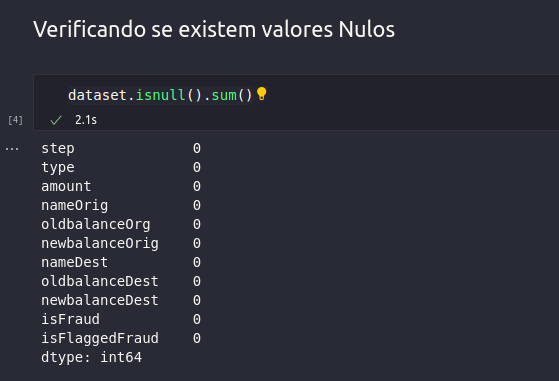 Verificando se existem valores Nulos
dataset.isnull().sum()
[4]
2.1s
...
step 0
type 0
amount 0
nameOrig 0
oldbalanceOrg 0
newbalanceOrig 0
nameDest 0
oldbalanceDest 0
newbalanceDest 0
isFraud 0
isFlaggedFraud 0
dtype: int64